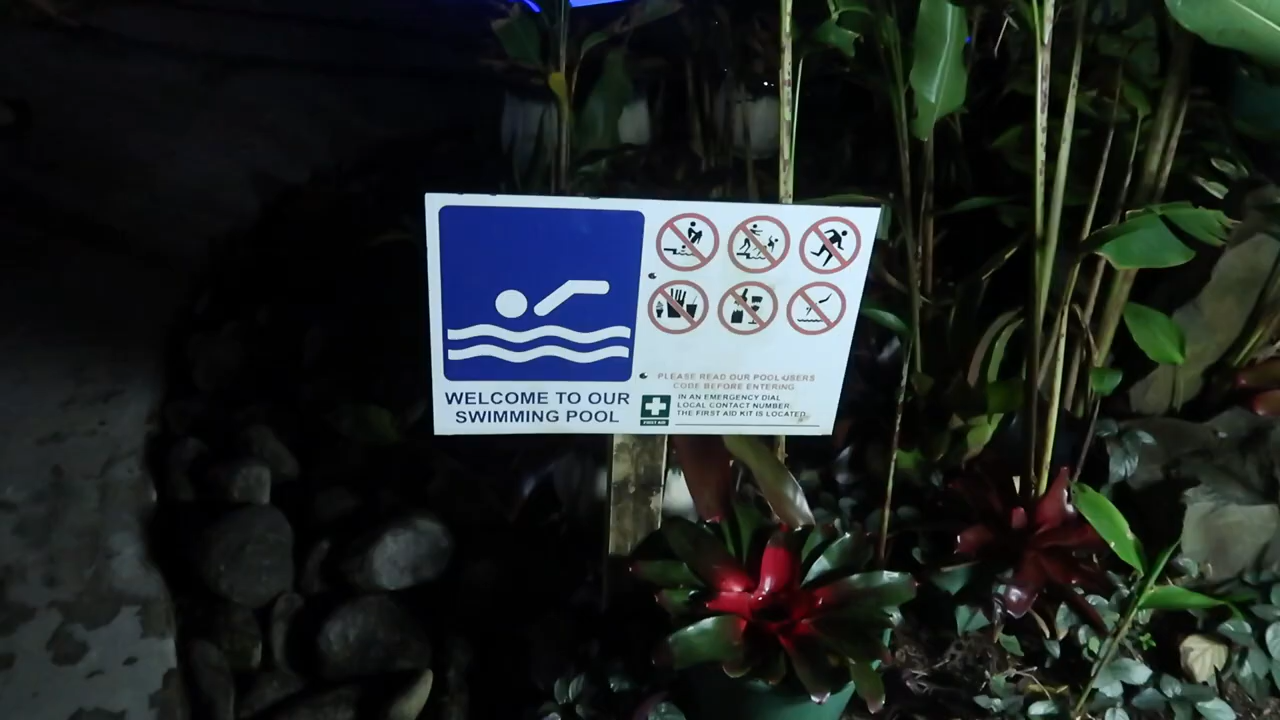 WELCOME TO OUR
SWIMMING POOL
PLEASE READ OUR POOL USERS
CODE BEFORE ENTERING
IN AN EMERGENCY DIAL
LOCAL CONTACT NUMBER
THE FIRST AID KIT IS LOCATED
FIRST AID